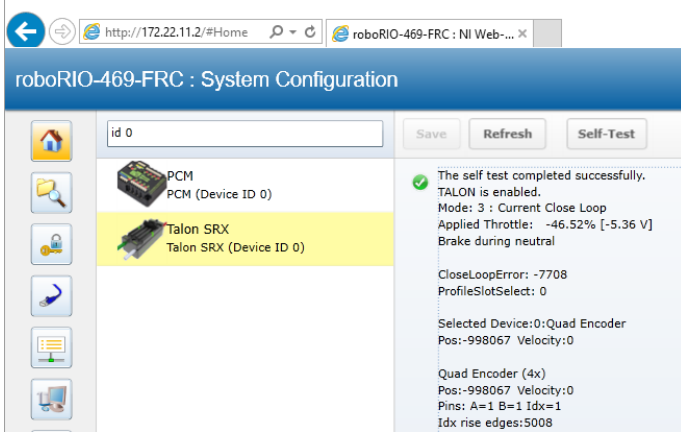 http://172.22.11.2/#Home
roboRIO-469-FRC : NI Web-... ×
roboRIO-469-FRC : System Configuration
id 0
Save Refresh Self-Test
PCM
PCM (Device ID 0)
Talon SRX
Talon SRX (Device ID 0)
The self test completed successfully.
TALON is enabled.
Mode: 3 : Current Close Loop
Applied Throttle: -46.52% [-5.36 V]
Brake during neutral
CloseLoopError: -7708
ProfileSlotSelect: 0
Selected Device:0:Quad Encoder
Pos:-998067 Velocity:0
Quad Encoder (4x)
Pos:-998067 Velocity:0
Pins: A=1 B=1 Idx=1
Idx rise edges:5008